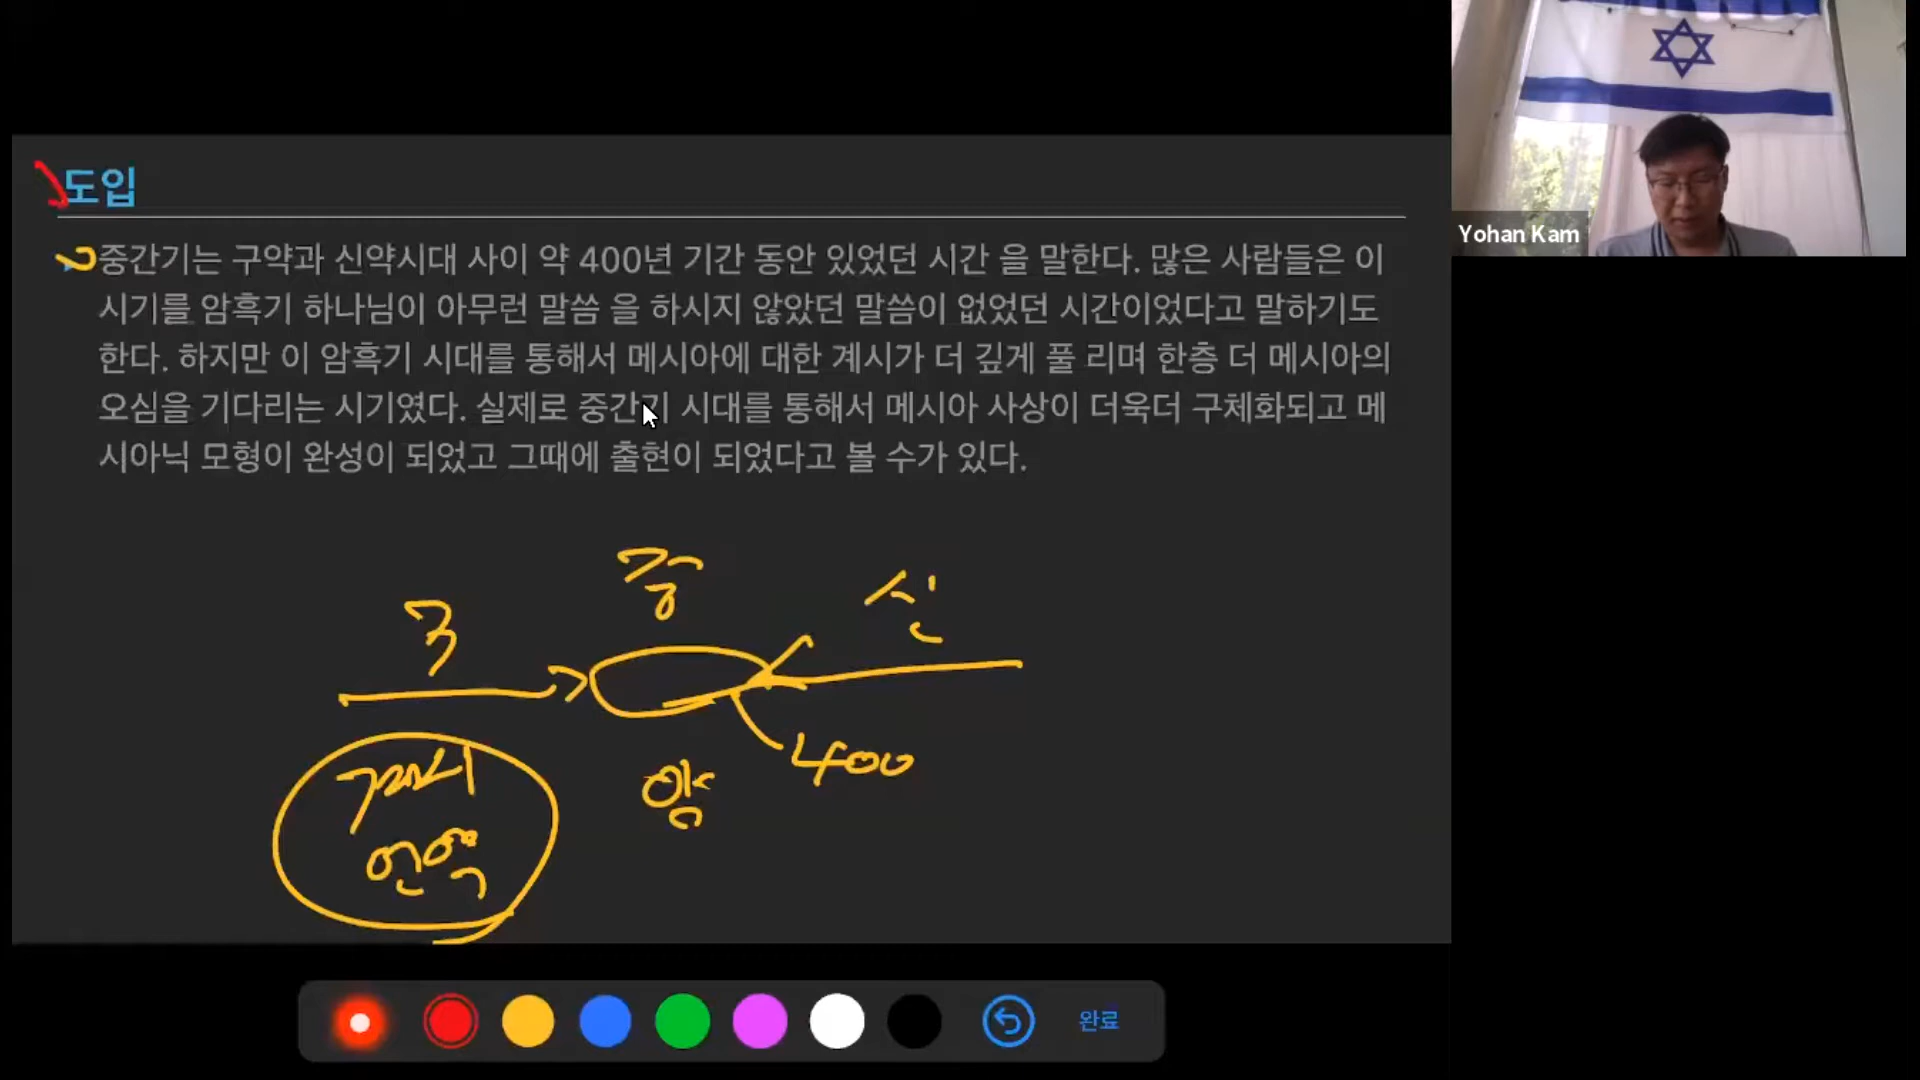 도입
중간기는 구약과 신약시대 사이 약 400년 기간 동안 있었던 시간 을 말한다. 많은 사람들은 이
시기를 암흑기 하나님이 아무런 말씀 을 하시지 않았던 말씀이 없었던 시간이었다고 말하기도
한다. 하지만 이 암흑기 시대를 통해서 메시아에 대한 계시가 더 깊게 풀 리며 한층 더 메시아의
오심을 기다리는 시기였다. 실제로 중간기 시대를 통해서 메시아 사상이 더욱더 구체화되고 메
시아닉 모형이 완성이 되었고 그때에 출현이 되었다고 볼 수가 있다.
구 중 신
400
암
계시
언약
Yohan Kam
완료